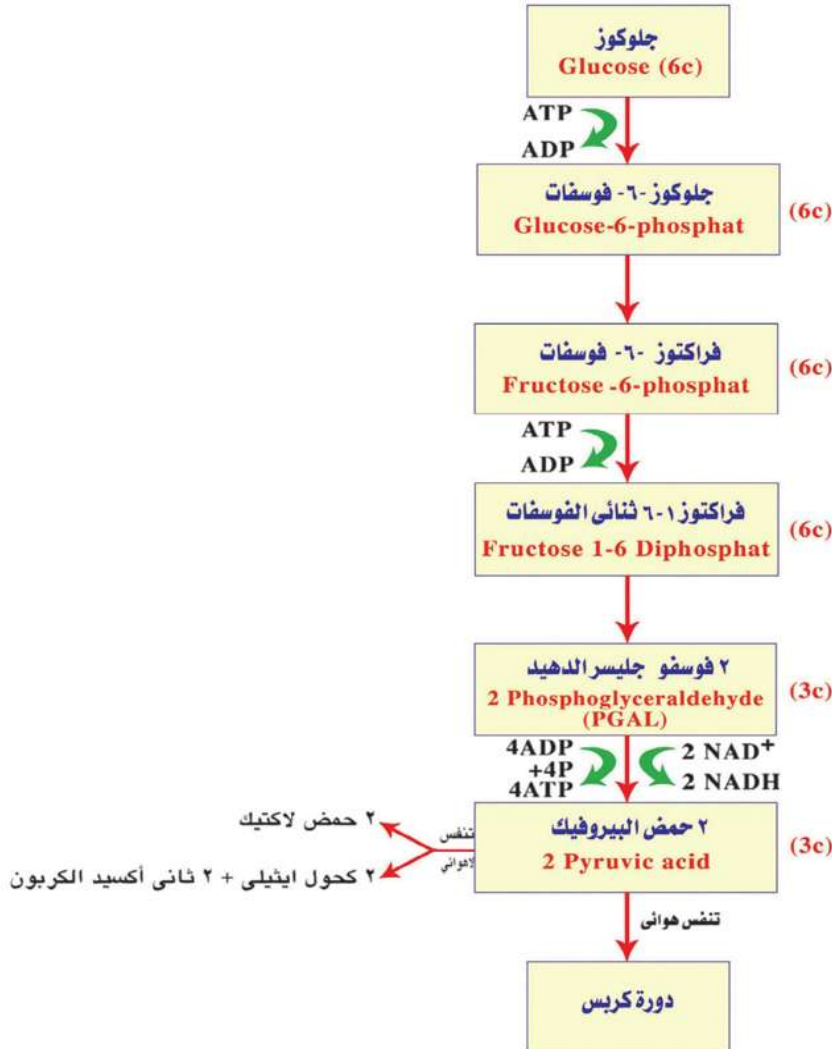 جلوكوز
Glucose (6c)
ATP
ADP
جلوكوز -٦- فوسفات
Glucose-6-phosphat
(6c)
فراكتوز -٦- فوسفات
Fructose -6-phosphat
(6c)
ATP
ADP
فراكتوز ١-٦ ثنائى الفوسفات
Fructose 1-6 Diphosphat
(6c)
٢ فوسفو جليسر الدهيد
2 Phosphoglyceraldehyde
(PGAL)
(3c)
4ADP
+4P
4ATP
2 NAD+
2 NADH
٢ حمض البيروفيك
2 Pyruvic acid
(3c)
تنفس
لاهوائي
٢ حمض لاكتيك
٢ كحول ايثيلى + ٢ ثانى أكسيد الكربون
تنفس هوائى
دورة كربس